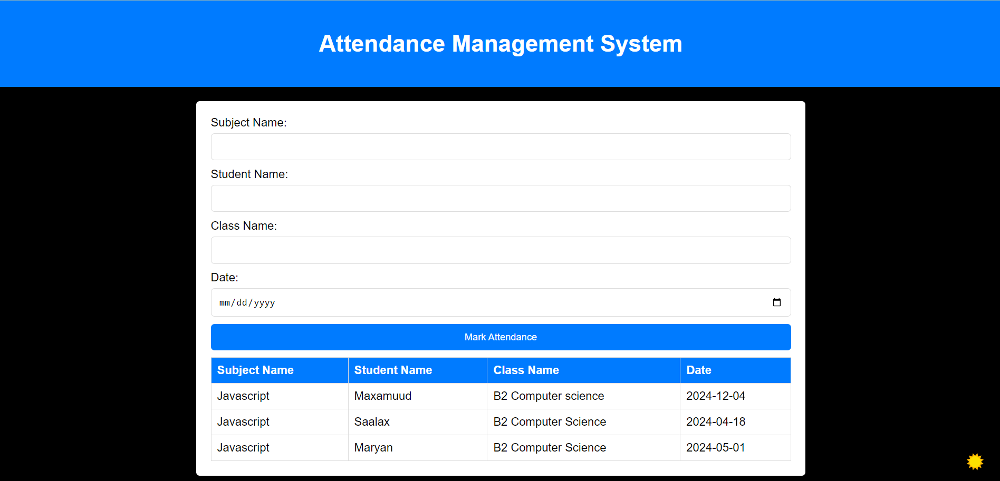 Attendance Management System
Subject Name:
Student Name:
Class Name:
Date:
mm/dd/yyyy
Mark Attendance
Subject Name Student Name Class Name Date
Javascript Maxamuud B2 Computer science 2024-12-04
Javascript Saalax B2 Computer Science 2024-04-18
Javascript Maryan B2 Computer Science 2024-05-01